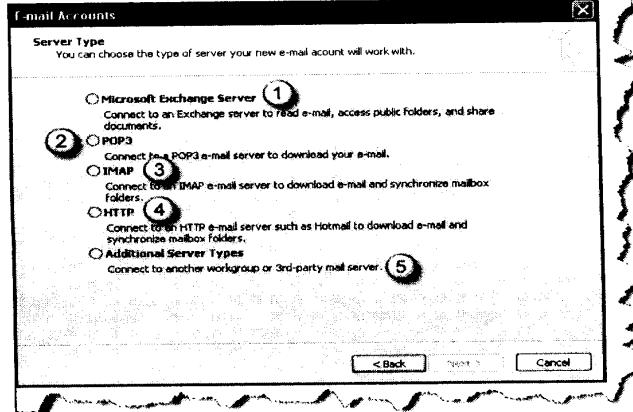 E-mail Accounts
Server Type
You can choose the type of server your new e-mail acount will work with.
Microsoft Exchange Server 1
Connect to an Exchange server to read e-mail, access public folders, and share
documents.
2 POP3
Connect to a POP3 e-mail server to download your e-mail.
IMAP 3
Connect to an IMAP e-mail server to download e-mail and synchronize mailbox
folders.
HTTP 4
Connect to an HTTP e-mail server such as Hotmail to download e-mail and
synchronize mailbox folders.
Additional Server Types
Connect to another workgroup or 3rd-party mail server. 5
< Back Next > Cancel